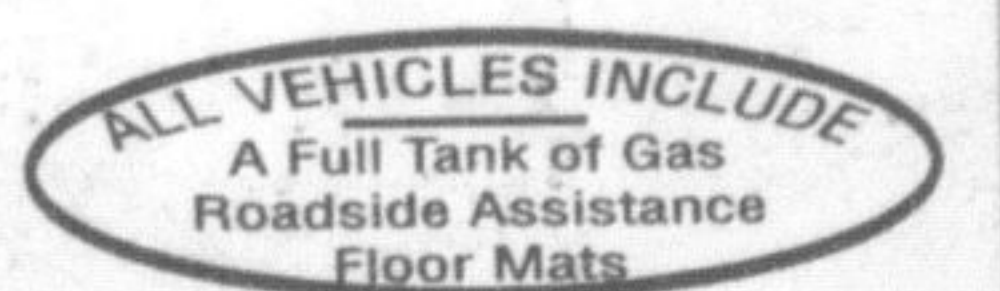 ALL VEHICLES INCLUDE
A Full Tank of Gas
Roadside Assistance
Floor Mats